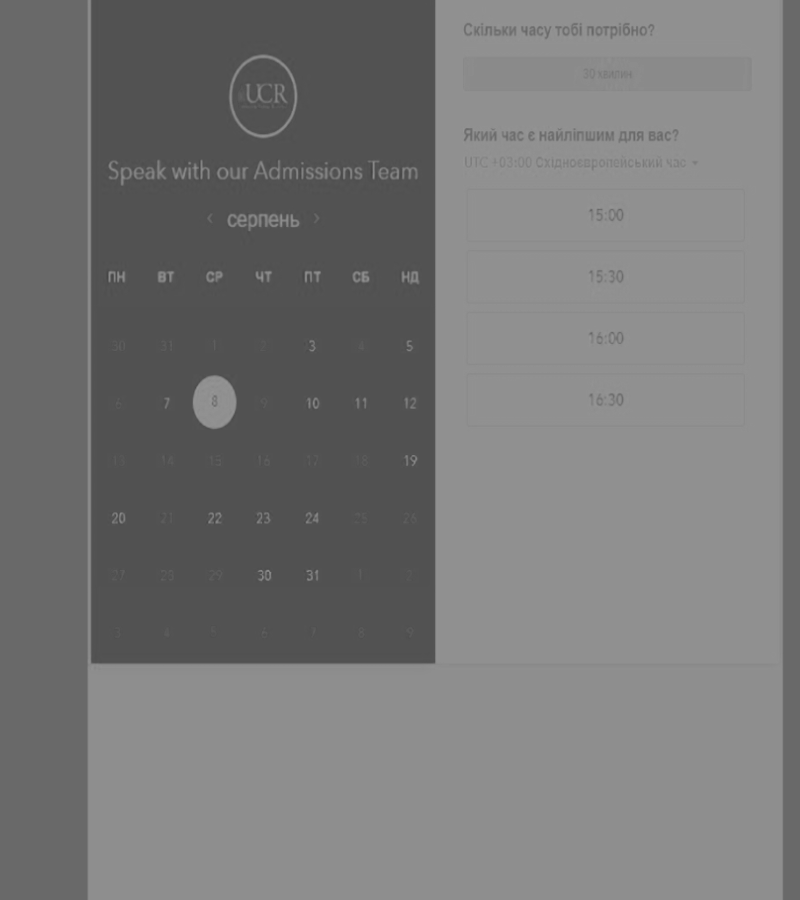 UCR
Speak with our Admissions Team
‹ серпень ›
ПН ВТ СР ЧТ ПТ СБ НД
30 31 1 2 3 4 5
6 7 8 9 10 11 12
13 14 15 16 17 18 19
20 21 22 23 24 25 26
27 28 29 30 31 1 2
3 4 5 6 7 8 9
Скільки часу тобі потрібно?
30 хвилин
Який час є найліпшим для вас?
UTC +03:00 Східноєвропейський час
15:00
15:30
16:00
16:30